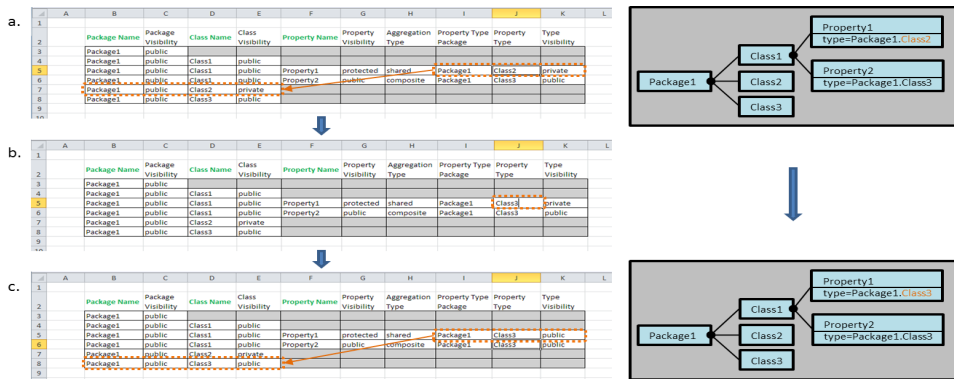 a.
A B C D E F G H I J K L
1
Package Class Property Aggregation Property Type Property Type
2 Package Name Visibility Class Name Visibility Property Name Visibility Type Package Type Visibility
3 Package1 public
4 Package1 public Class1 public
5 Package1 public Class1 public Property1 protected shared Package1 Class2 private
6 Package1 public Class1 public Property2 public composite Package1 Class3 public
7 Package1 public Class2 private
8 Package1 public Class3 public
9
10
Property1
type=Package1.Class2
Class1
Property2
type=Package1.Class3
Package1 Class2
Class3
b.
A B C D E F G H I J K L
1
Package Class Property Aggregation Property Type Property Type
2 Package Name Visibility Class Name Visibility Property Name Visibility Type Package Type Visibility
3 Package1 public
4 Package1 public Class1 public
5 Package1 public Class1 public Property1 protected shared Package1 Class3 private
6 Package1 public Class1 public Property2 public composite Package1 Class3 public
7 Package1 public Class2 private
8 Package1 public Class3 public
9
c.
A B C D E F G H I J K L
1
Package Class Property Aggregation Property Type Property Type
2 Package Name Visibility Class Name Visibility Property Name Visibility Type Package Type Visibility
3 Package1 public
4 Package1 public Class1 public
5 Package1 public Class1 public Property1 protected shared Package1 Class3 public
6 Package1 public Class1 public Property2 public composite Package1 Class3 public
7 Package1 public Class2 private
8 Package1 public Class3 public
9
Property1
type=Package1.Class3
Class1
Property2
type=Package1.Class3
Package1 Class2
Class3